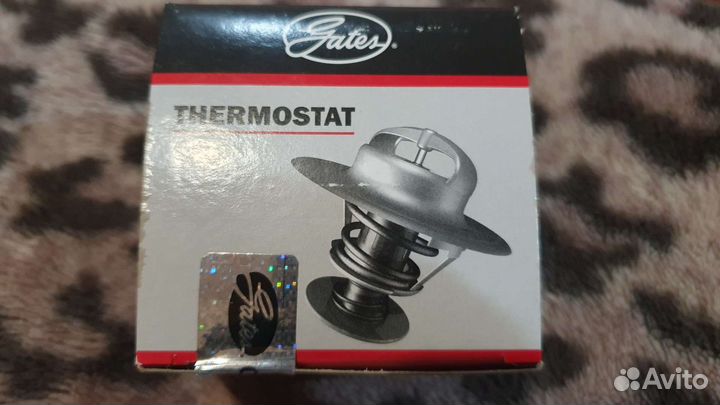 Gates®
THERMOSTAT
Gates
Avito